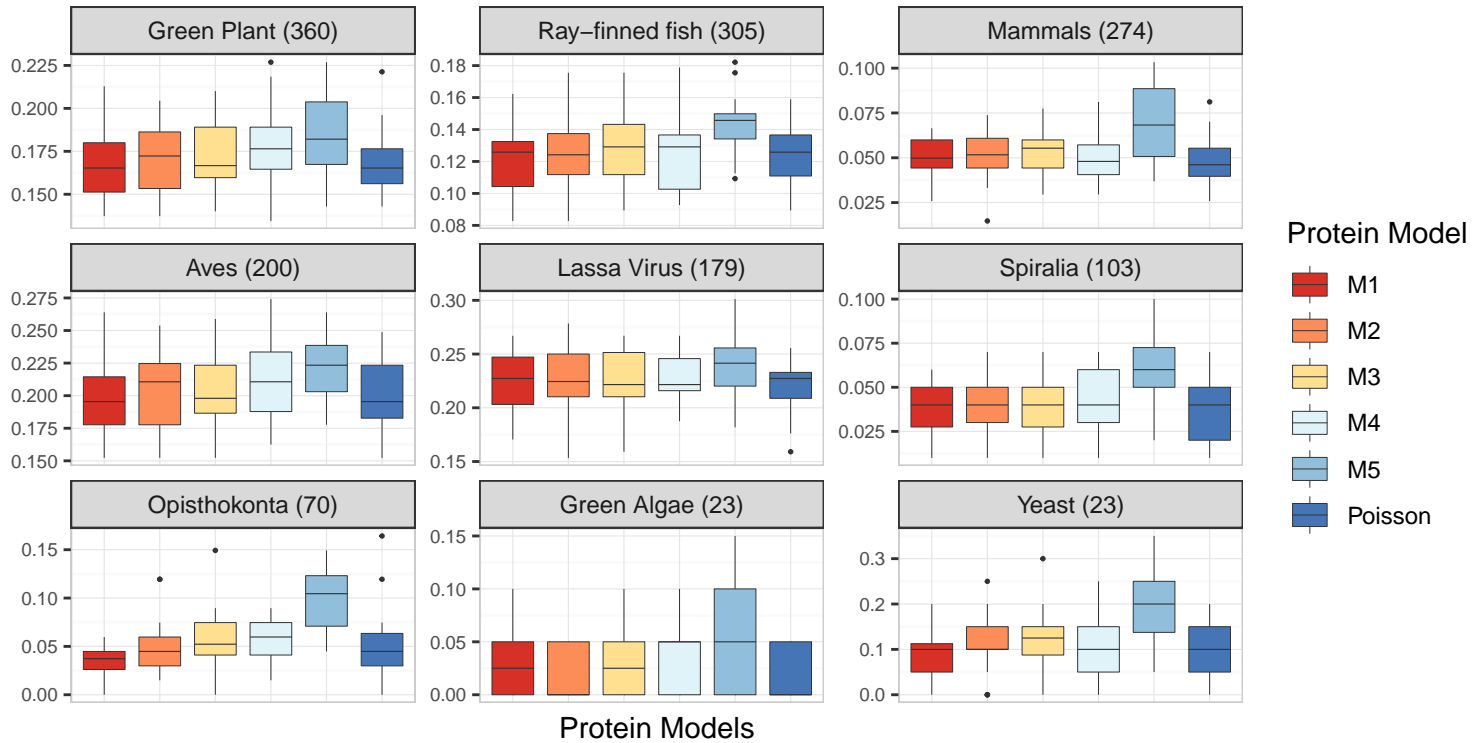 Green Plant (360)
Ray−finned fish (305)
Mammals (274)
0.225
0.175
0.150
0.18
0.16
0.14
0.12
0.10
0.08
0.100
0.075
0.050
0.025
Aves (200)
Lassa Virus (179)
Spiralia (103)
0.275
0.250
0.225
0.200
0.175
0.150
0.30
0.25
0.20
0.15
0.100
0.075
0.050
0.025
Opisthokonta (70)
Green Algae (23)
Yeast (23)
0.15
0.10
0.05
0.00
0.15
0.10
0.05
0.00
0.3
0.2
0.1
0.0
Protein Models
Protein Model
M1
M2
M3
M4
M5
Poisson